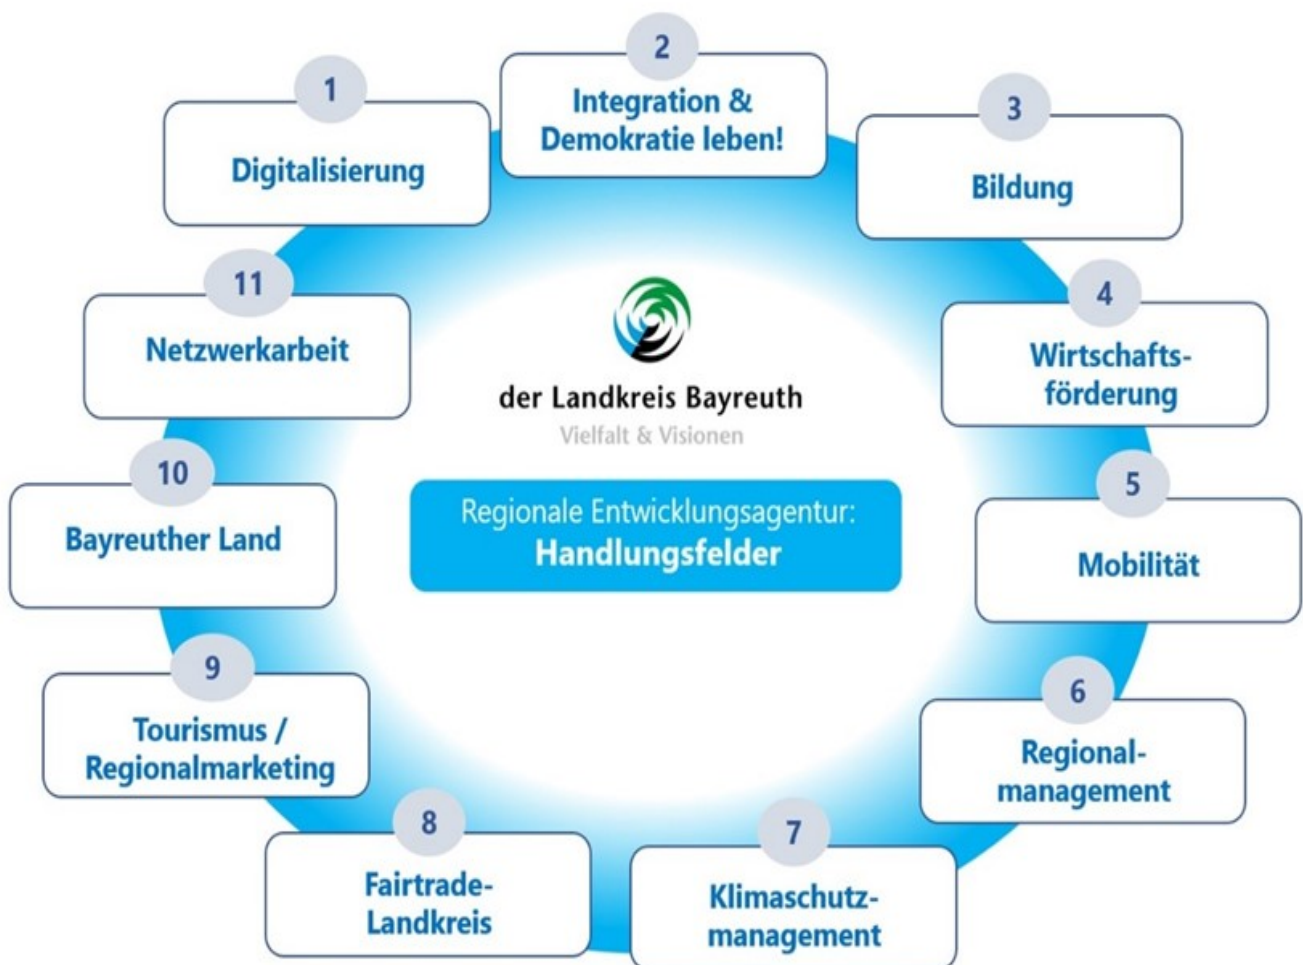 1
Digitalisierung
2
Integration &
Demokratie leben!
3
Bildung
4
Wirtschafts-
förderung
5
Mobilität
6
Regional-
management
7
Klimaschutz-
management
8
Fairtrade-
Landkreis
9
Tourismus /
Regionalmarketing
10
Bayreuther Land
11
Netzwerkarbeit
der Landkreis Bayreuth
Vielfalt & Visionen
Regionale Entwicklungsagentur:
Handlungsfelder